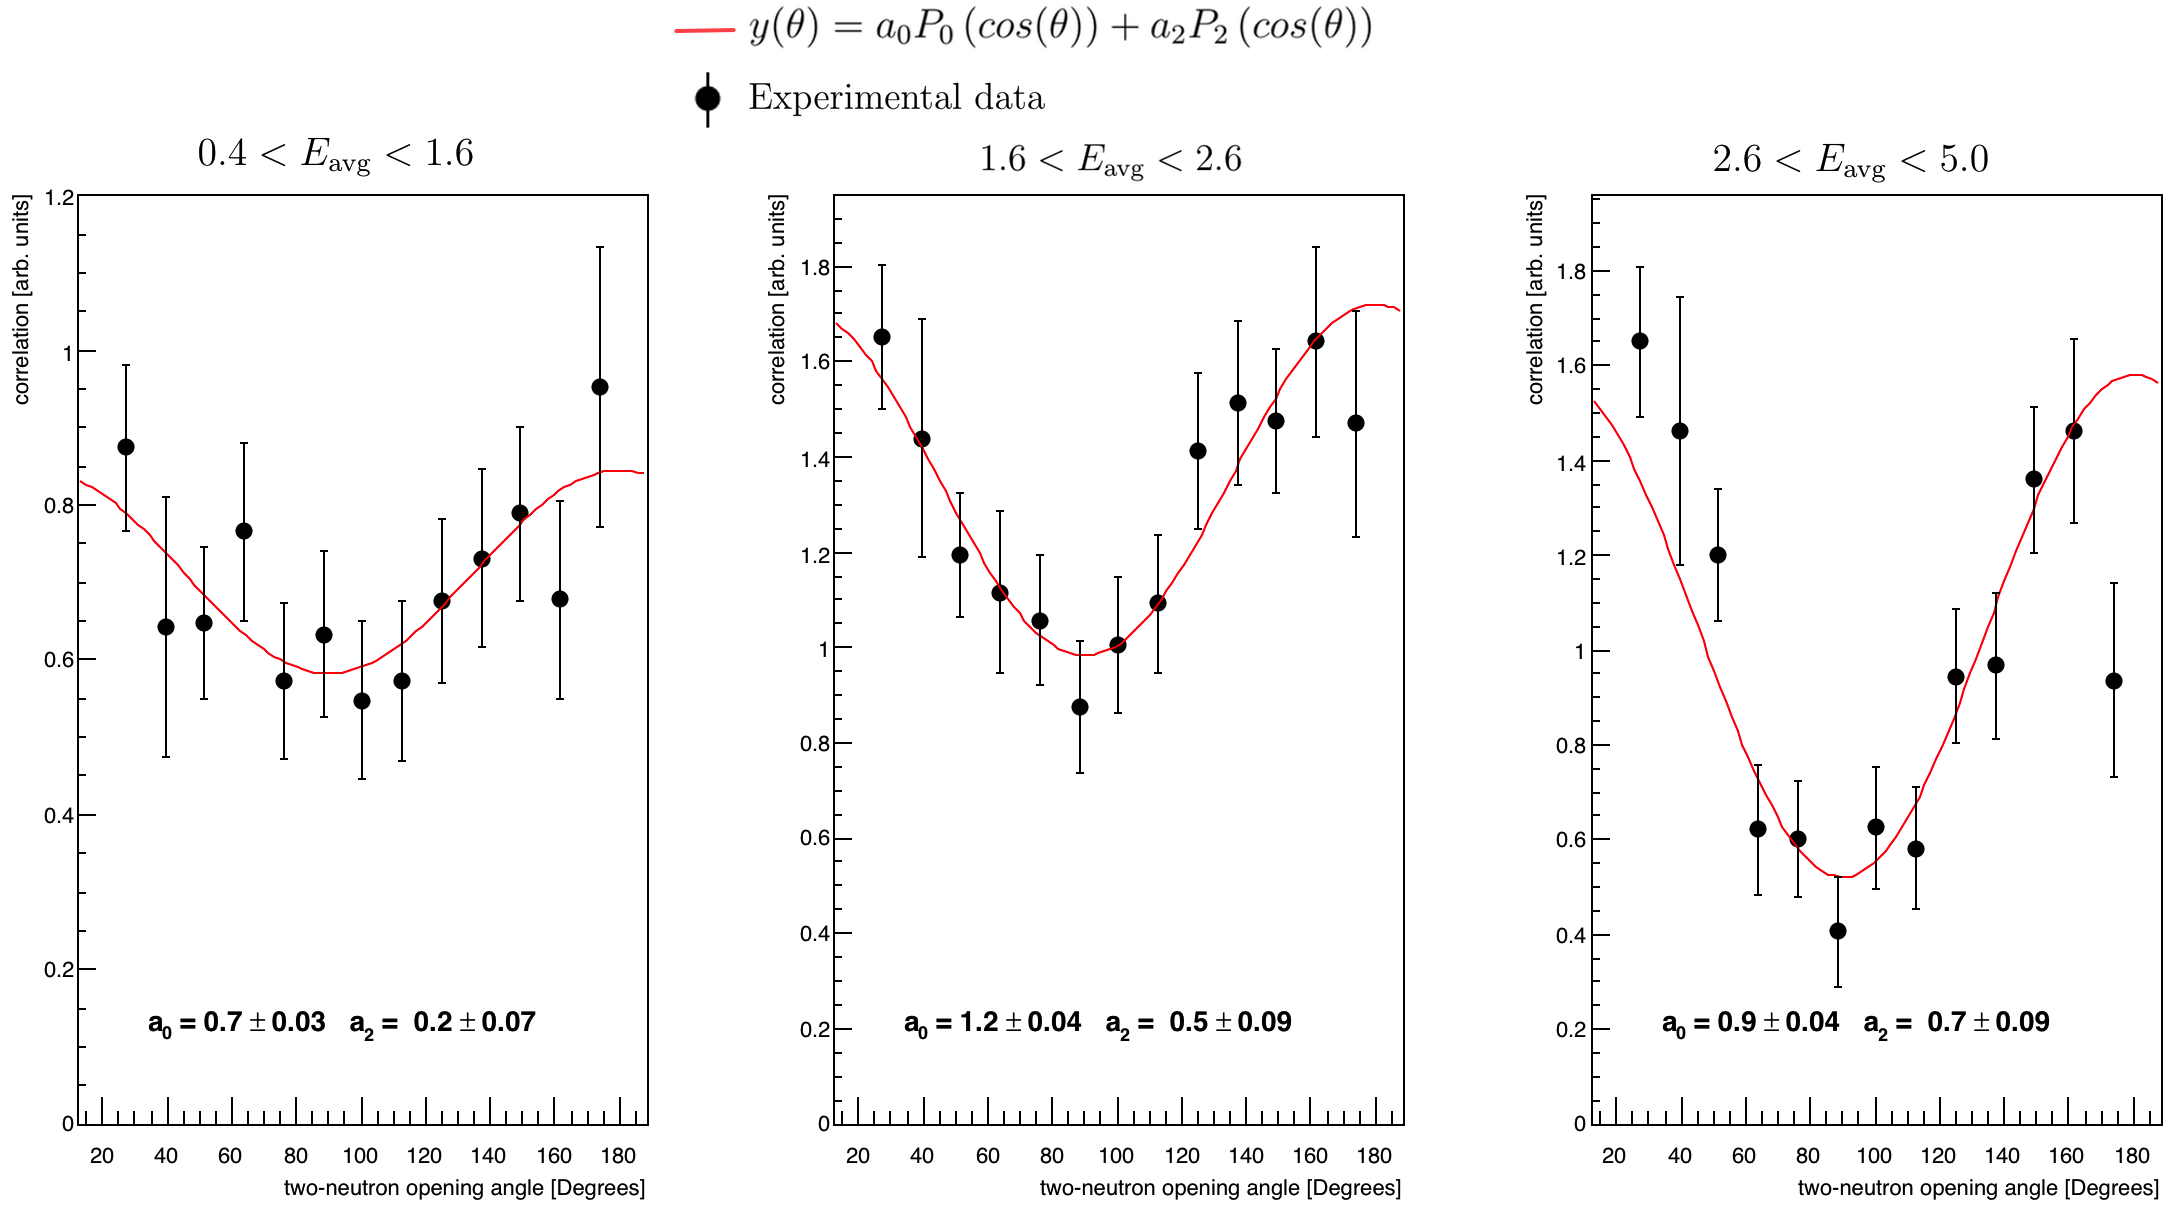 y(θ) = a₀P₀ (cos(θ)) + a₂P₂ (cos(θ))
Experimental data
0.4 < E_avg < 1.6
correlation [arb. units]
1.2
1
0.8
0.6
0.4
0.2
0
a₀ = 0.7 ± 0.03 a₂ = 0.2 ± 0.07
20 40 60 80 100 120 140 160 180
two-neutron opening angle [Degrees]
1.6 < E_avg < 2.6
correlation [arb. units]
1.8
1.6
1.4
1.2
1
0.8
0.6
0.4
0.2
0
a₀ = 1.2 ± 0.04 a₂ = 0.5 ± 0.09
20 40 60 80 100 120 140 160 180
two-neutron opening angle [Degrees]
2.6 < E_avg < 5.0
correlation [arb. units]
1.8
1.6
1.4
1.2
1
0.8
0.6
0.4
0.2
0
a₀ = 0.9 ± 0.04 a₂ = 0.7 ± 0.09
20 40 60 80 100 120 140 160 180
two-neutron opening angle [Degrees]